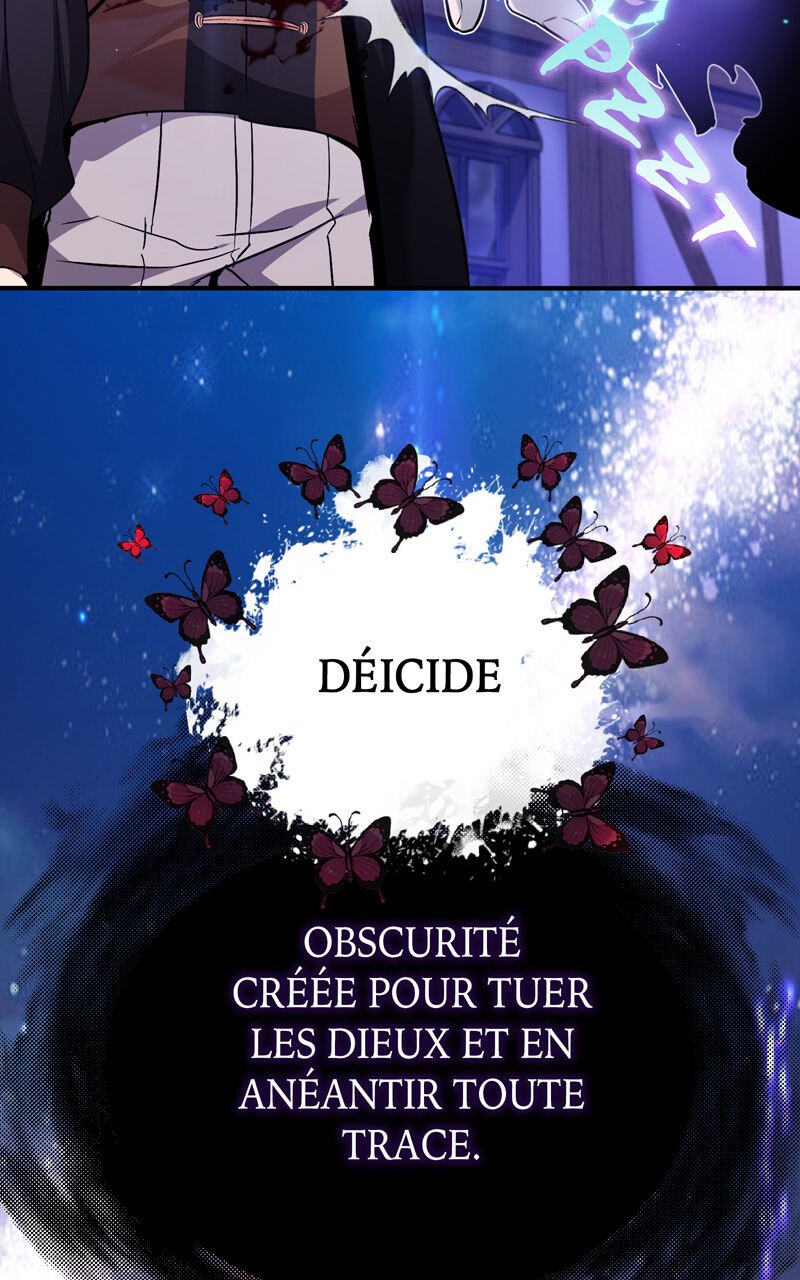 PZZT
DÉICIDE
OBSCURITÉ
CRÉÉE POUR TUER
LES DIEUX ET EN
ANÉANTIR TOUTE
TRACE.